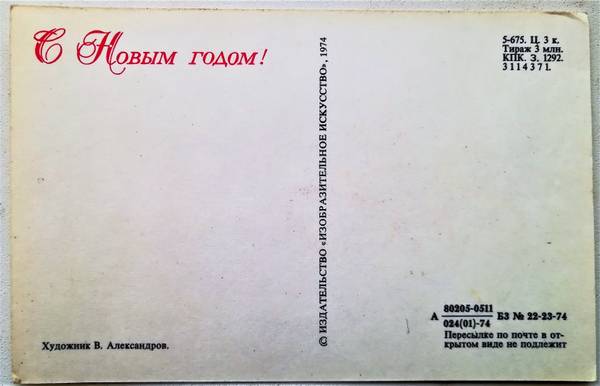 С Новым годом!
5-675. Ц. 3 к.
Тираж 3 млн.
КПК. З. 1292.
3114371.
© ИЗДАТЕЛЬСТВО «ИЗОБРАЗИТЕЛЬНОЕ ИСКУССТВО», 1974
Художник В. Александров.
80205-0511
А БЗ № 22-23-74
024(01)-74
Пересылке по почте в от-
крытом виде не подлежит